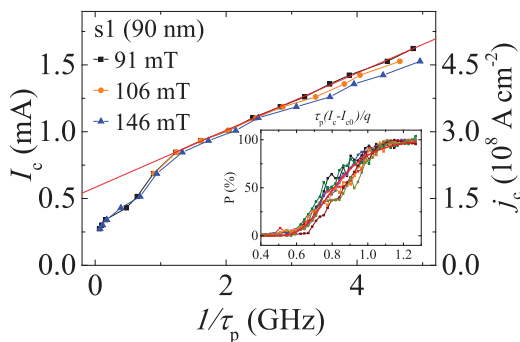 s1 (90 nm)
91 mT
106 mT
146 mT
I_c (mA)
1.5
1.0
0.5
0.0
j_c (10^8 A cm^-2)
4.5
3.0
1.5
0.0
τ_p(I_c-I_c0)/q
P (%)
100
50
0
0.4 0.6 0.8 1.0 1.2
0 2 4
1/τ_p (GHz)